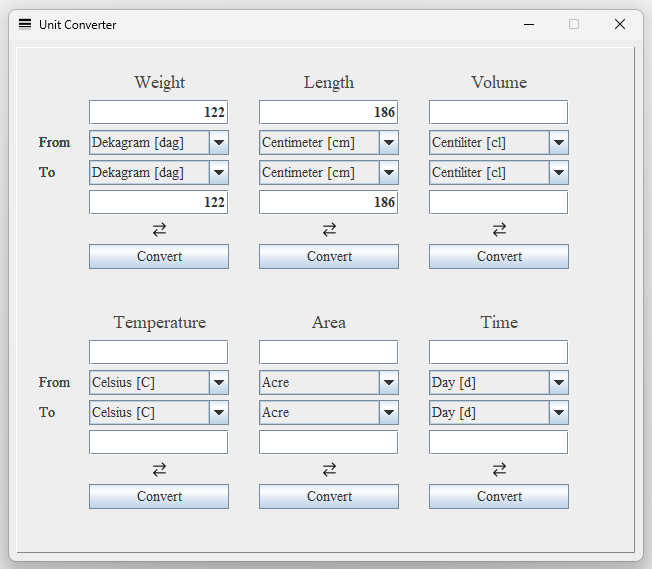 Unit Converter
Weight Length Volume
122 186
From Dekagram [dag] Centimeter [cm] Centiliter [cl]
To Dekagram [dag] Centimeter [cm] Centiliter [cl]
122 186
⇄ ⇄ ⇄
Convert Convert Convert
Temperature Area Time
From Celsius [C] Acre Day [d]
To Celsius [C] Acre Day [d]
⇄ ⇄ ⇄
Convert Convert Convert